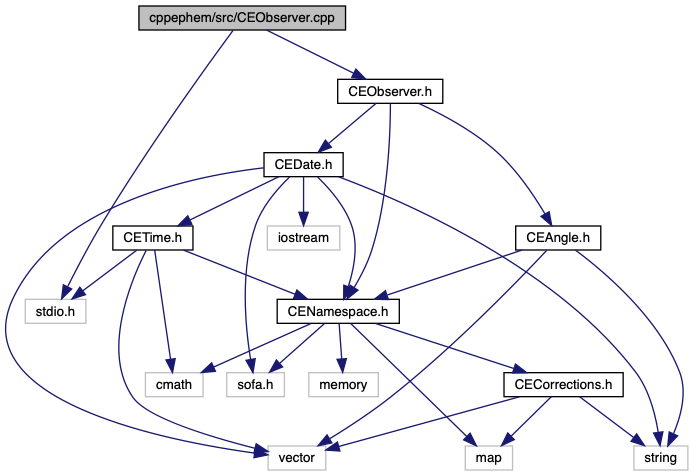 cppephem/src/CEObserver.cpp
CEObserver.h
CEDate.h
CETime.h
iostream
CEAngle.h
stdio.h
CENamespace.h
cmath
sofa.h
memory
CECorrections.h
vector
map
string